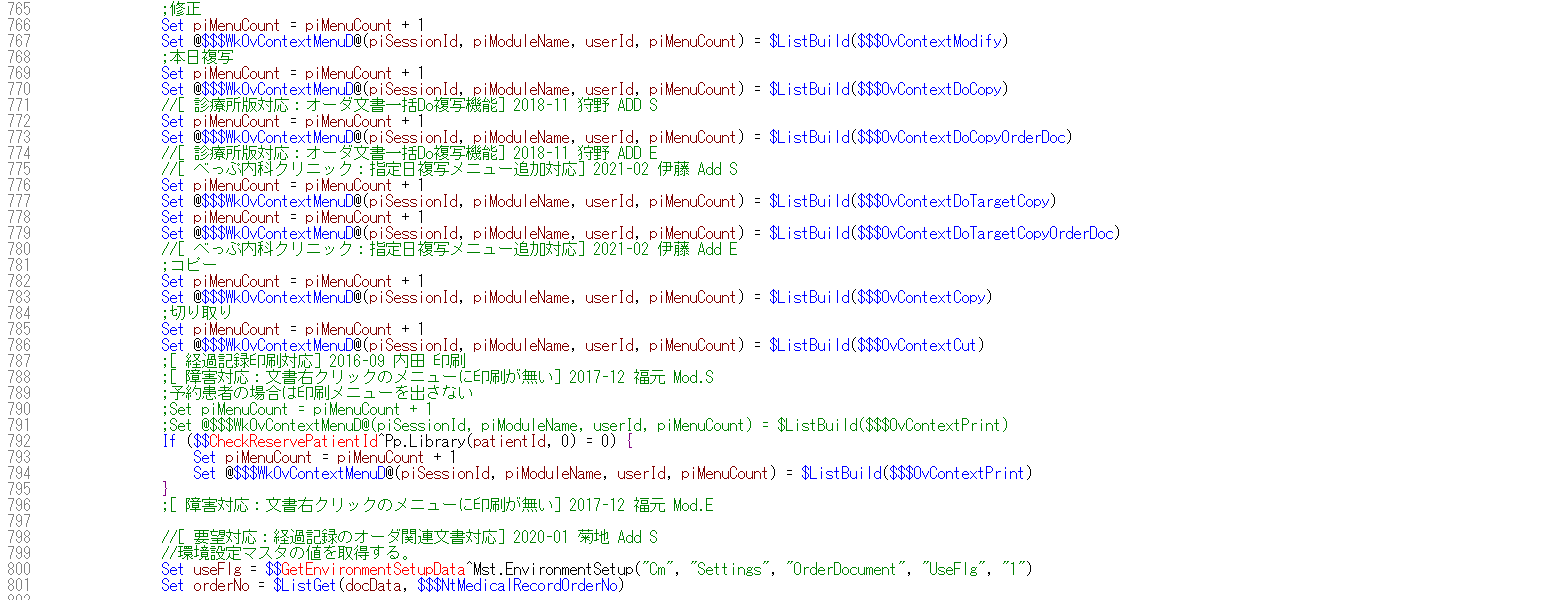 765 ;修正
766 Set piMenuCount = piMenuCount + 1
767 Set @$$$WkOvContextMenuD@(piSessionId, piModuleName, userId, piMenuCount) = $ListBuild($$$OvContextModify)
768 ;本日複写
769 Set piMenuCount = piMenuCount + 1
770 Set @$$$WkOvContextMenuD@(piSessionId, piModuleName, userId, piMenuCount) = $ListBuild($$$OvContextDoCopy)
771 //[ 診療所版対応：オーダ文書一括Do複写機能] 2018-11 狩野 ADD S
772 Set piMenuCount = piMenuCount + 1
773 Set @$$$WkOvContextMenuD@(piSessionId, piModuleName, userId, piMenuCount) = $ListBuild($$$OvContextDoCopyOrderDoc)
774 //[ 診療所版対応：オーダ文書一括Do複写機能] 2018-11 狩野 ADD E
775 //[ べっぷ内科クリニック：指定日複写メニュー追加対応] 2021-02 伊藤 Add S
776 Set piMenuCount = piMenuCount + 1
777 Set @$$$WkOvContextMenuD@(piSessionId, piModuleName, userId, piMenuCount) = $ListBuild($$$OvContextDoTargetCopy)
778 Set piMenuCount = piMenuCount + 1
779 Set @$$$WkOvContextMenuD@(piSessionId, piModuleName, userId, piMenuCount) = $ListBuild($$$OvContextDoTargetCopyOrderDoc)
780 //[ べっぷ内科クリニック：指定日複写メニュー追加対応] 2021-02 伊藤 Add E
781 ;コピー
782 Set piMenuCount = piMenuCount + 1
783 Set @$$$WkOvContextMenuD@(piSessionId, piModuleName, userId, piMenuCount) = $ListBuild($$$OvContextCopy)
784 ;切り取り
785 Set piMenuCount = piMenuCount + 1
786 Set @$$$WkOvContextMenuD@(piSessionId, piModuleName, userId, piMenuCount) = $ListBuild($$$OvContextCut)
787 ;[ 経過記録印刷対応] 2016-09 内田 印刷
788 ;[ 障害対応：文書右クリックのメニューに印刷が無い] 2017-12 福元 Mod.S
789 ;予約患者の場合は印刷メニューを出さない
790 ;Set piMenuCount = piMenuCount + 1
791 ;Set @$$$WkOvContextMenuD@(piSessionId, piModuleName, userId, piMenuCount) = $ListBuild($$$OvContextPrint)
792 If ($$CheckReservePatientId^Pp.Library(patientId, 0) = 0) {
793 Set piMenuCount = piMenuCount + 1
794 Set @$$$WkOvContextMenuD@(piSessionId, piModuleName, userId, piMenuCount) = $ListBuild($$$OvContextPrint)
795 }
796 ;[ 障害対応：文書右クリックのメニューに印刷が無い] 2017-12 福元 Mod.E
797
798 //[ 要望対応：経過記録のオーダ関連文書対応] 2020-01 菊地 Add S
799 //環境設定マスタの値を取得する。
800 Set useFlg = $$GetEnvironmentSetupData^Mst.EnvironmentSetup("Cm", "Settings", "OrderDocument", "UseFlg", "1")
801 Set orderNo = $ListGet(docData, $$$NtMedicalRecordOrderNo)